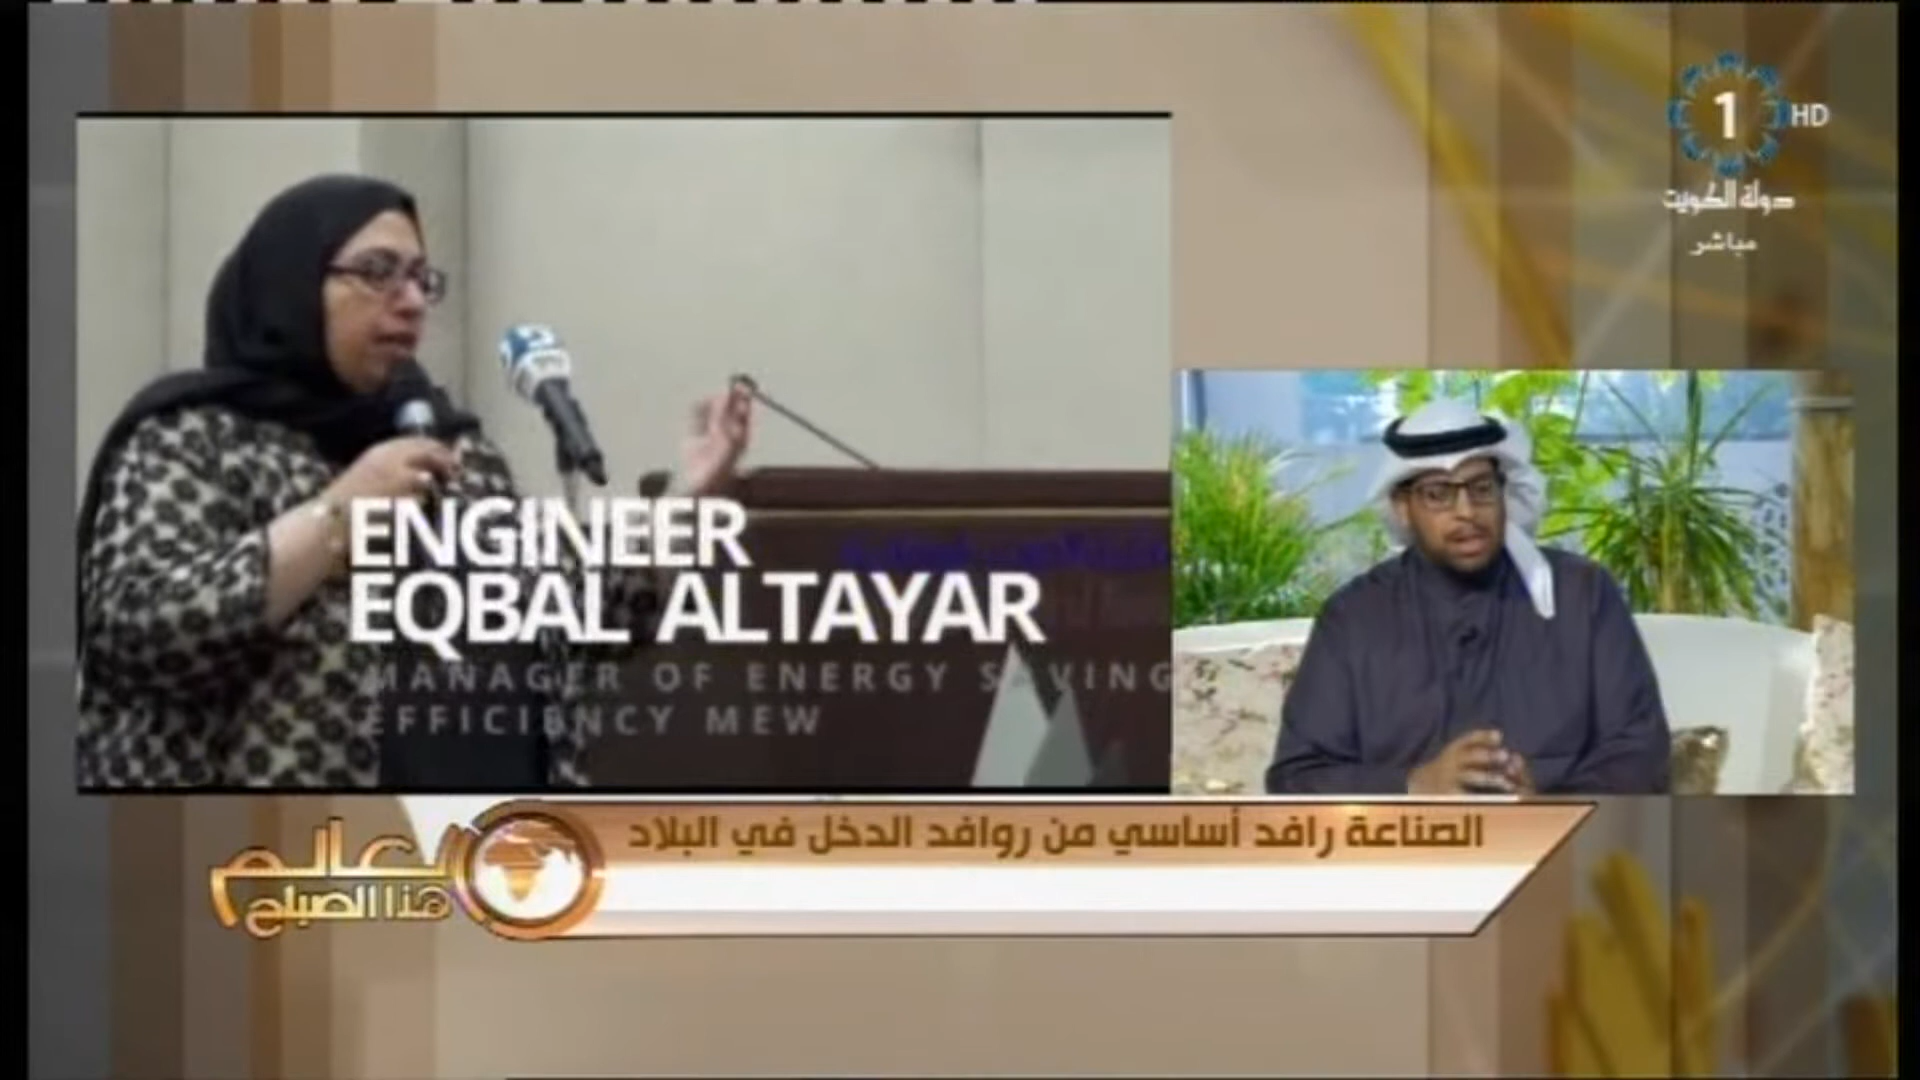 1 HD
دولة الكويت
مباشر
ENGINEER
EQBAL ALTAYAR
MANAGER OF ENERGY SAVING
EFFICIENCY MEW
الصناعة رافد أساسي من روافد الدخل في البلاد
عالم
هذا الصباح